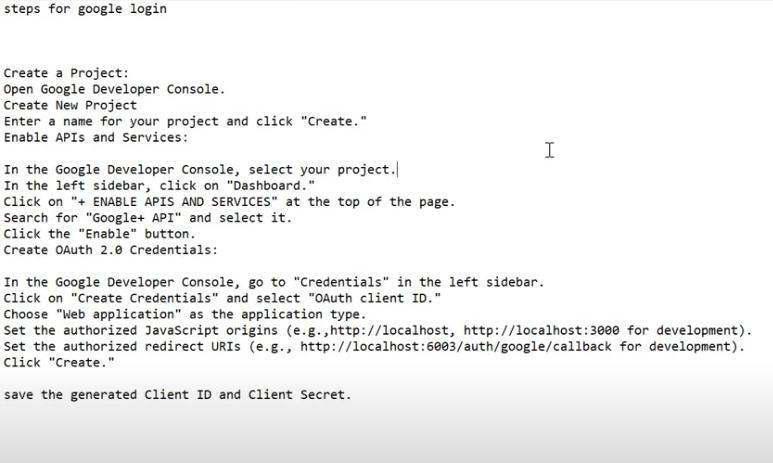 steps for google login
Create a Project:
Open Google Developer Console.
Create New Project
Enter a name for your project and click "Create."
Enable APIs and Services:
In the Google Developer Console, select your project.
In the left sidebar, click on "Dashboard."
Click on "+ ENABLE APIS AND SERVICES" at the top of the page.
Search for "Google+ API" and select it.
Click the "Enable" button.
Create OAuth 2.0 Credentials:
In the Google Developer Console, go to "Credentials" in the left sidebar.
Click on "Create Credentials" and select "OAuth client ID."
Choose "Web application" as the application type.
Set the authorized JavaScript origins (e.g.,http://localhost, http://localhost:3000 for development).
Set the authorized redirect URIs (e.g., http://localhost:6003/auth/google/callback for development).
Click "Create."
save the generated Client ID and Client Secret.